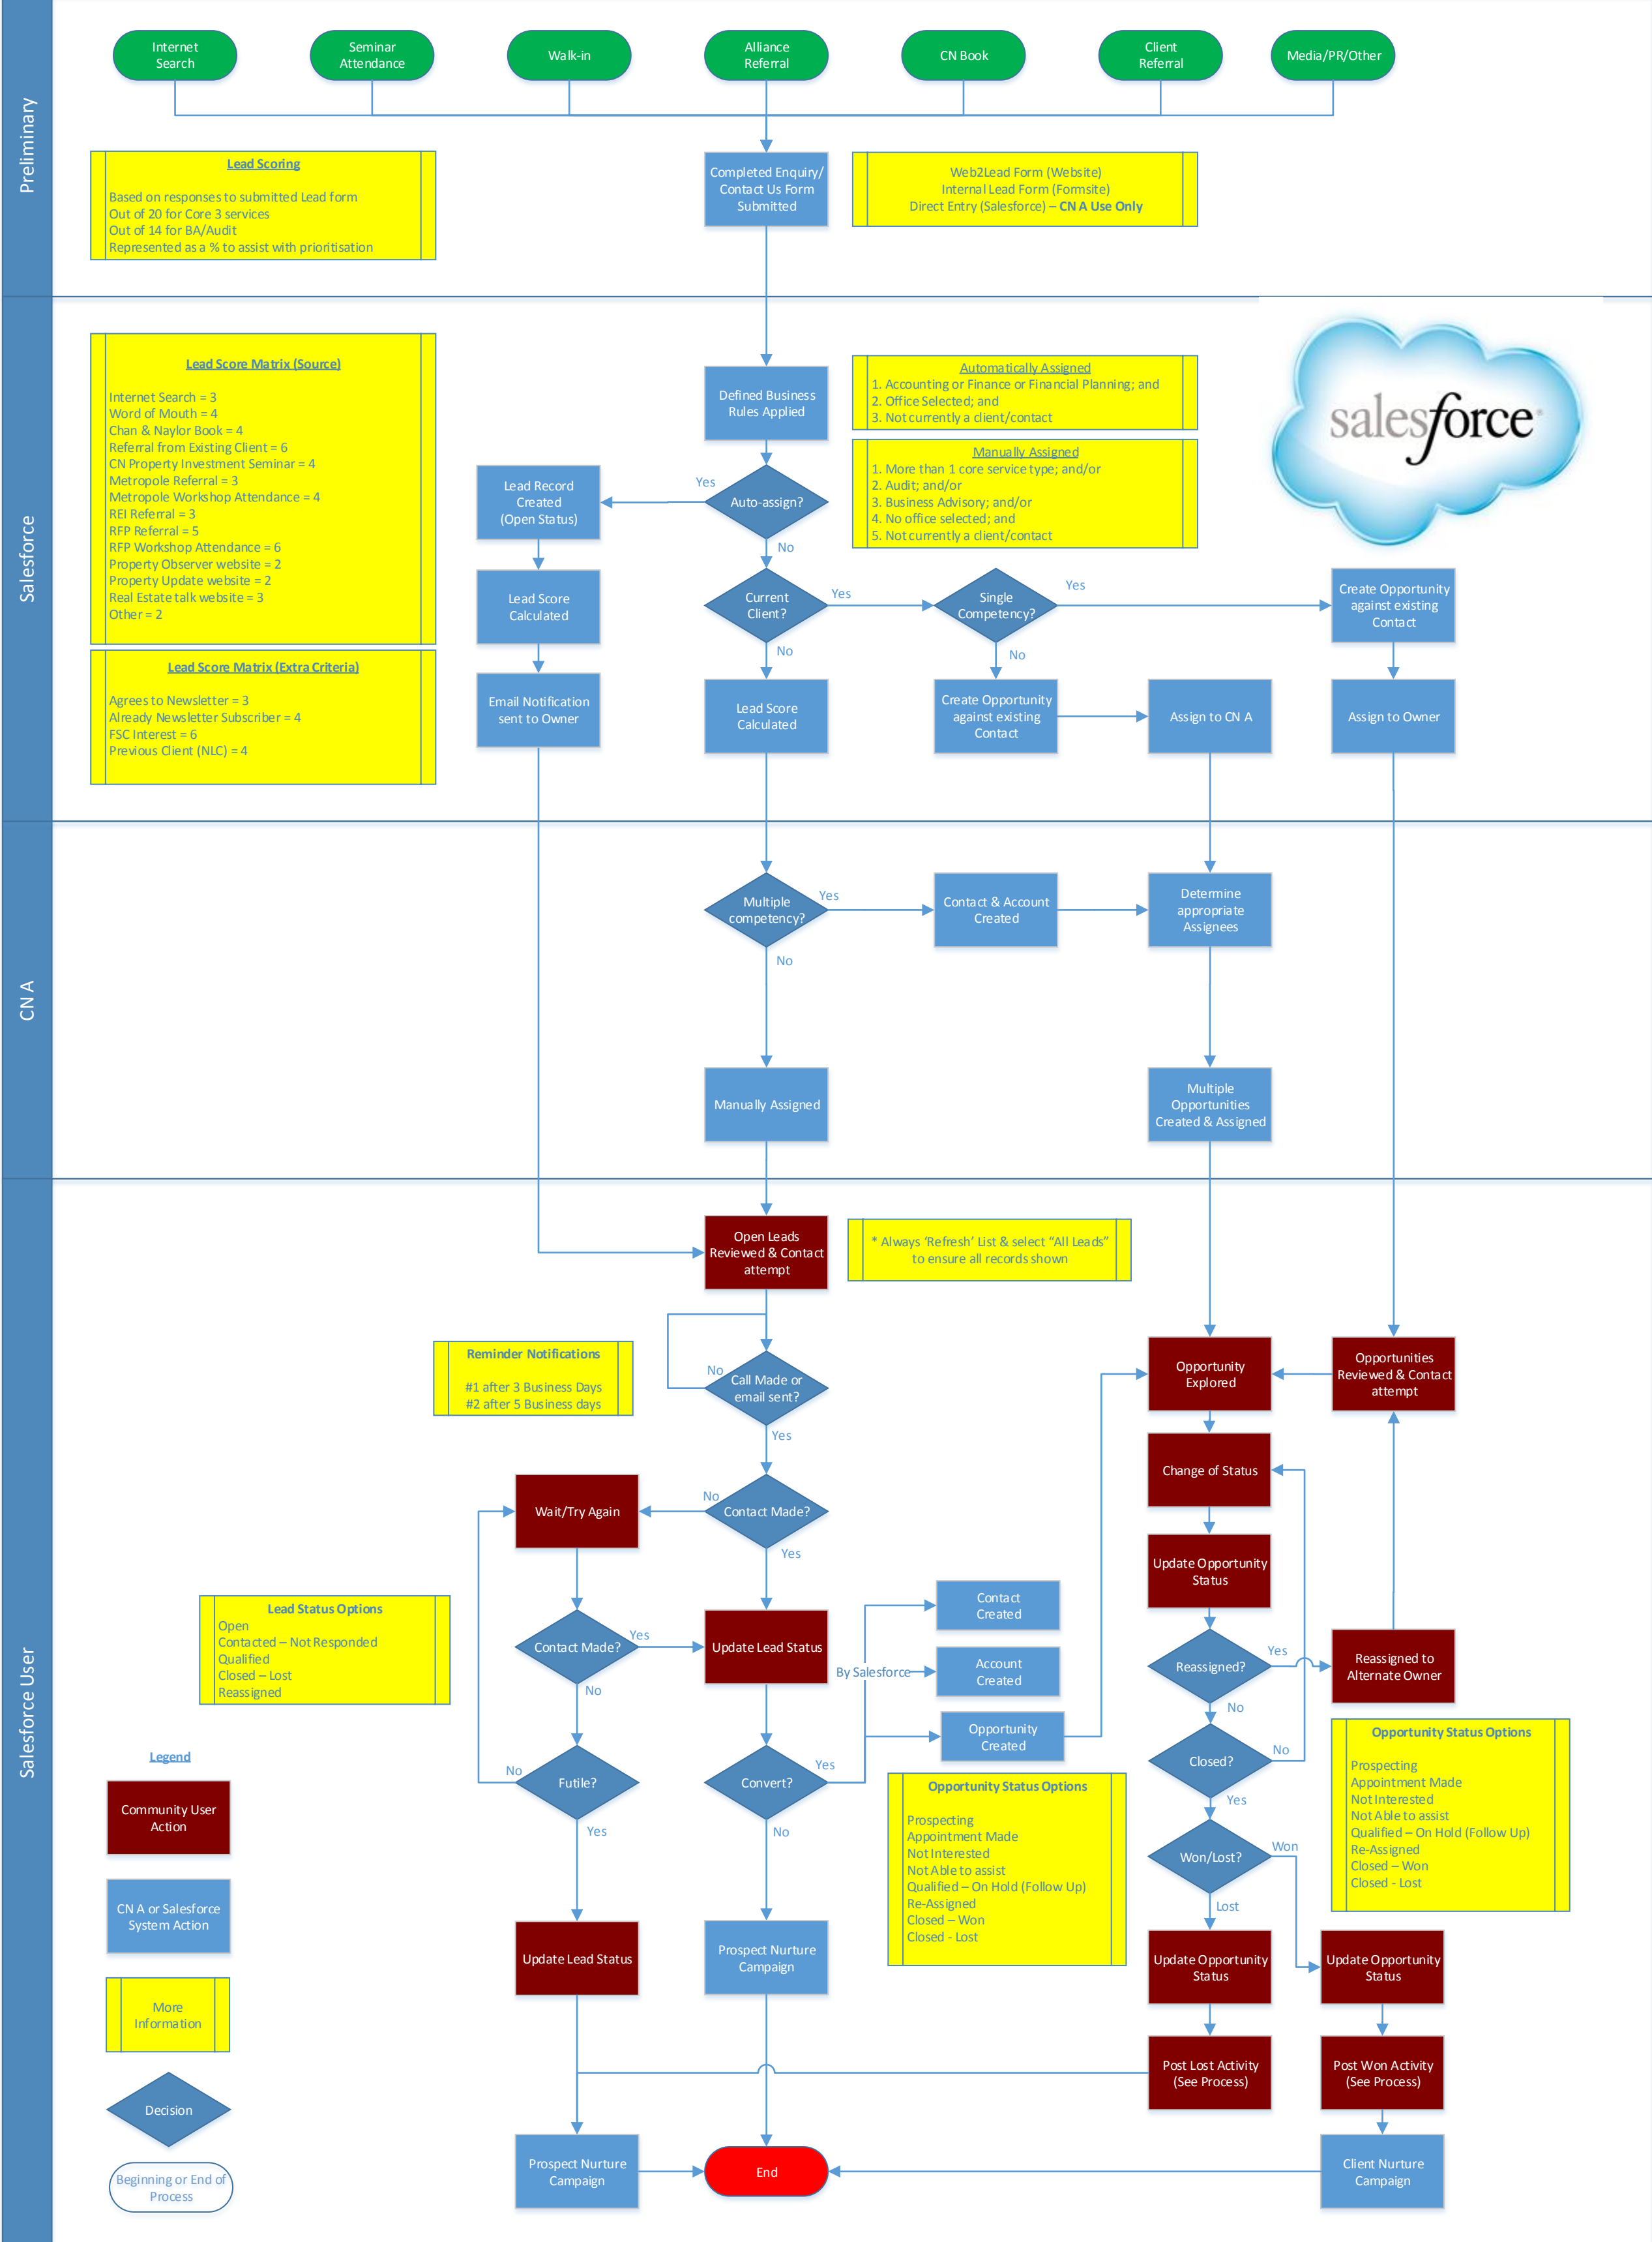 Preliminary
Internet
Search
Seminar
Attendance
Walk-in
Alliance
Referral
CN Book
Client
Referral
Media/PR/Other
Lead Scoring
Based on responses to submitted Lead form
Out of 20 for Core 3 services
Out of 14 for BA/Audit
Represented as a % to assist with prioritisation
Completed Enquiry/
Contact Us Form
Submitted
Web2Lead Form (Website)
Internal Lead Form (Formsite)
Direct Entry (Salesforce) – CN A Use Only
Salesforce
Lead Score Matrix (Source)
Internet Search = 3
Word of Mouth = 4
Chan & Naylor Book = 4
Referral from Existing Client = 6
CN Property Investment Seminar = 4
Metropole Referral = 3
Metropole Workshop Attendance = 4
REI Referral = 3
RFP Referral = 5
RFP Workshop Attendance = 6
Property Observer website = 2
Property Update website = 2
Real Estate talk website = 3
Other = 2
Lead Score Matrix (Extra Criteria)
Agrees to Newsletter = 3
Already Newsletter Subscriber = 4
FSC Interest = 6
Previous Client (NLC) = 4
Defined Business
Rules Applied
Automatically Assigned
1. Accounting or Finance or Financial Planning; and
2. Office Selected; and
3. Not currently a client/contact
Manually Assigned
1. More than 1 core service type; and/or
2. Audit; and/or
3. Business Advisory; and/or
4. No office selected; and
5. Not currently a client/contact
salesforce
Lead Record
Created
(Open Status)
Yes
Auto-assign?
No
Lead Score
Calculated
Current
Client?
Yes
Single
Competency?
Yes
Create Opportunity
against existing
Contact
No
No
Email Notification
sent to Owner
Lead Score
Calculated
Create Opportunity
against existing
Contact
Assign to CN A
Assign to Owner
CN A
Multiple
competency?
Yes
No
Contact & Account
Created
Determine
appropriate
Assignees
Manually Assigned
Multiple
Opportunities
Created & Assigned
Salesforce User
Open Leads
Reviewed & Contact
attempt
* Always ‘Refresh’ List & select “All Leads”
to ensure all records shown
Reminder Notifications
#1 after 3 Business Days
#2 after 5 Business days
No
Call Made or
email sent?
Yes
Opportunity
Explored
Opportunities
Reviewed & Contact
attempt
Change of Status
Wait/Try Again
No
Contact Made?
Yes
Update Opportunity
Status
Lead Status Options
Open
Contacted – Not Responded
Qualified
Closed – Lost
Reassigned
Contact Made?
Yes
No
Update Lead Status
Contact
Created
By Salesforce
Account
Created
Opportunity
Created
Reassigned?
Yes
No
Reassigned to
Alternate Owner
No
Futile?
Yes
Convert?
Yes
No
Closed?
No
Yes
Opportunity Status Options
Prospecting
Appointment Made
Not Interested
Not Able to assist
Qualified – On Hold (Follow Up)
Re-Assigned
Closed – Won
Closed - Lost
Opportunity Status Options
Prospecting
Appointment Made
Not Interested
Not Able to assist
Qualified – On Hold (Follow Up)
Re-Assigned
Closed – Won
Closed - Lost
Won/Lost?
Won
Lost
Update Lead Status
Prospect Nurture
Campaign
Update Opportunity
Status
Update Opportunity
Status
Post Lost Activity
(See Process)
Post Won Activity
(See Process)
Prospect Nurture
Campaign
End
Client Nurture
Campaign
Legend
Community User
Action
CN A or Salesforce
System Action
More
Information
Decision
Beginning or End of
Process